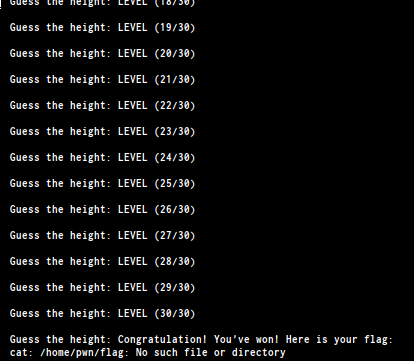 Guess the height: LEVEL (18/30)
Guess the height: LEVEL (19/30)
Guess the height: LEVEL (20/30)
Guess the height: LEVEL (21/30)
Guess the height: LEVEL (22/30)
Guess the height: LEVEL (23/30)
Guess the height: LEVEL (24/30)
Guess the height: LEVEL (25/30)
Guess the height: LEVEL (26/30)
Guess the height: LEVEL (27/30)
Guess the height: LEVEL (28/30)
Guess the height: LEVEL (29/30)
Guess the height: LEVEL (30/30)
Guess the height: Congratulation! You've won! Here is your flag:
cat: /home/pwn/flag: No such file or directory